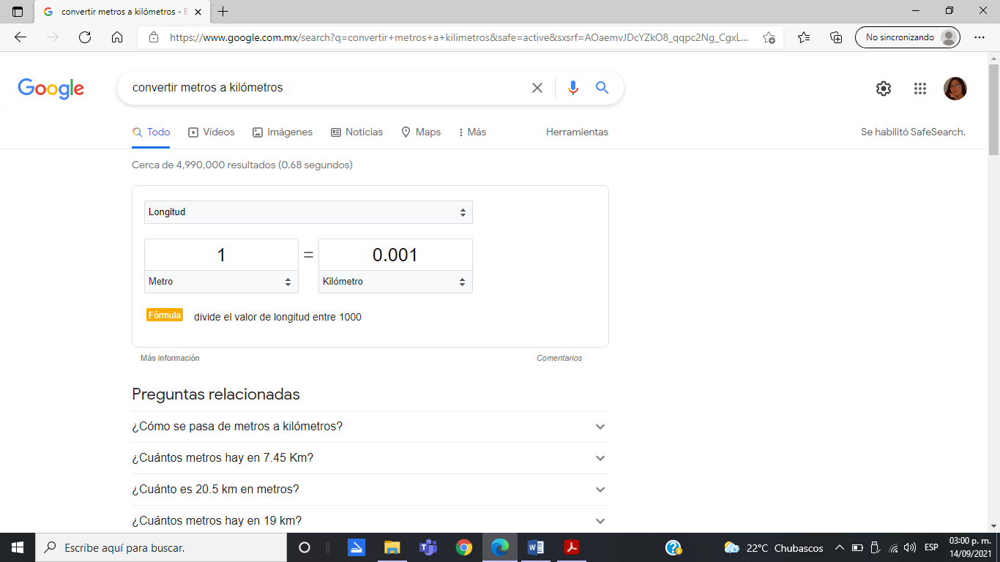 convertir metros a kilómetros - B
https://www.google.com.mx/search?q=convertir+metros+a+kilimetros&safe=active&sxsrf=AOaemvJDcYZkO8_qqpc2Ng_CgxL...
No sincronizando
Google
convertir metros a kilómetros
Todo
Vídeos
Imágenes
Noticias
Maps
Más
Herramientas
Se habilitó SafeSearch.
Cerca de 4,990,000 resultados (0.68 segundos)
Longitud
1 = 0.001
Metro
Kilómetro
Fórmula
divide el valor de longitud entre 1000
Más información
Comentarios
Preguntas relacionadas
¿Cómo se pasa de metros a kilómetros?
¿Cuántos metros hay en 7.45 Km?
¿Cuánto es 20.5 km en metros?
¿Cuántos metros hay en 19 km?
Escribe aquí para buscar.
22°C Chubascos
ESP
03:00 p. m.
14/09/2021